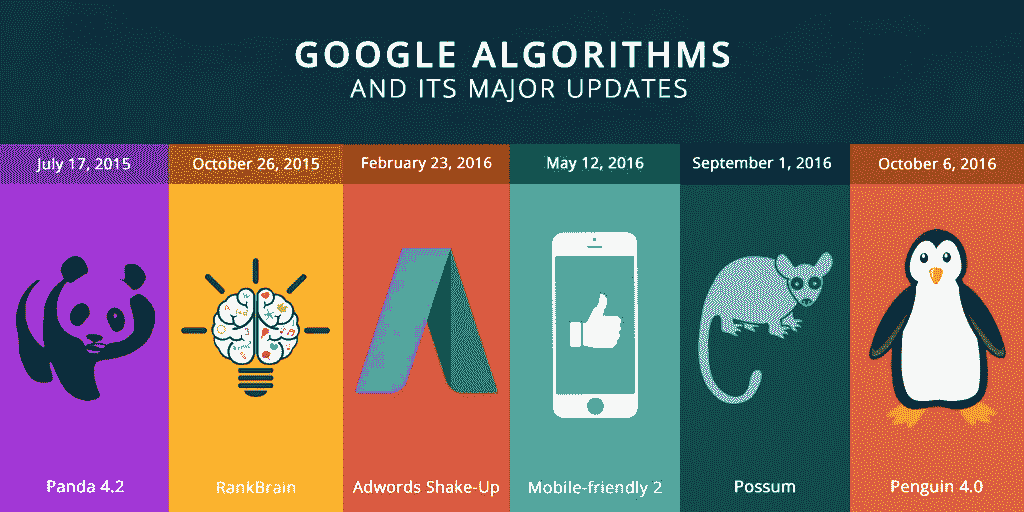 GOOGLE ALGORITHMS
AND ITS MAJOR UPDATES
July 17, 2015
October 26, 2015
February 23, 2016
May 12, 2016
September 1, 2016
October 6, 2016
Panda 4.2
RankBrain
Adwords Shake-Up
Mobile-friendly 2
Possum
Penguin 4.0